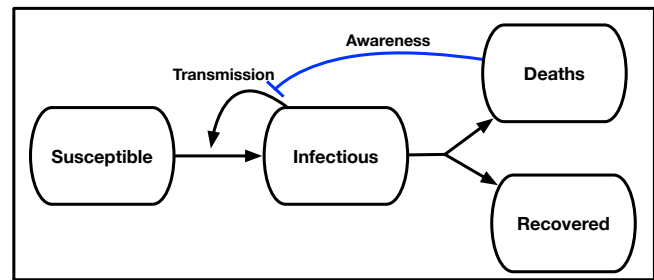 Awareness
Transmission
Deaths
Susceptible
Infectious
Recovered